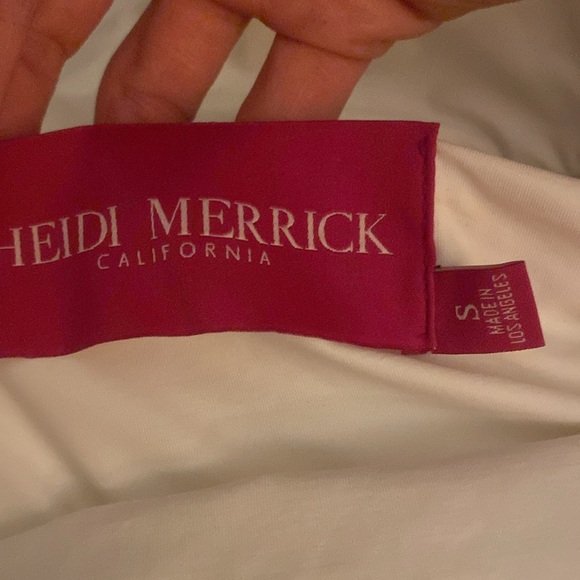 HEIDI MERRICK
CALIFORNIA
S
MADE IN
LOS ANGELES